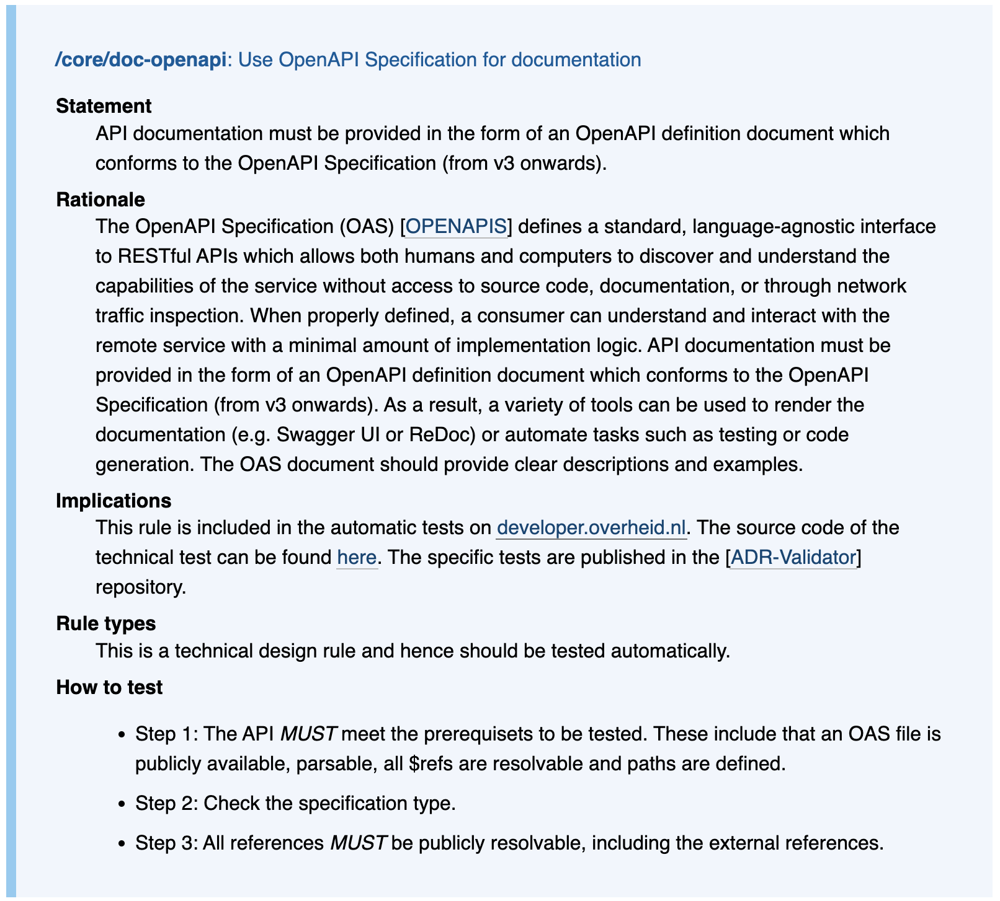 /core/doc-openapi: Use OpenAPI Specification for documentation
Statement
API documentation must be provided in the form of an OpenAPI definition document which
conforms to the OpenAPI Specification (from v3 onwards).
Rationale
The OpenAPI Specification (OAS) [OPENAPIS] defines a standard, language-agnostic interface
to RESTful APIs which allows both humans and computers to discover and understand the
capabilities of the service without access to source code, documentation, or through network
traffic inspection. When properly defined, a consumer can understand and interact with the
remote service with a minimal amount of implementation logic. API documentation must be
provided in the form of an OpenAPI definition document which conforms to the OpenAPI
Specification (from v3 onwards). As a result, a variety of tools can be used to render the
documentation (e.g. Swagger UI or ReDoc) or automate tasks such as testing or code
generation. The OAS document should provide clear descriptions and examples.
Implications
This rule is included in the automatic tests on developer.overheid.nl. The source code of the
technical test can be found here. The specific tests are published in the [ADR-Validator]
repository.
Rule types
This is a technical design rule and hence should be tested automatically.
How to test
• Step 1: The API MUST meet the prerequisets to be tested. These include that an OAS file is
publicly available, parsable, all $refs are resolvable and paths are defined.
• Step 2: Check the specification type.
• Step 3: All references MUST be publicly resolvable, including the external references.